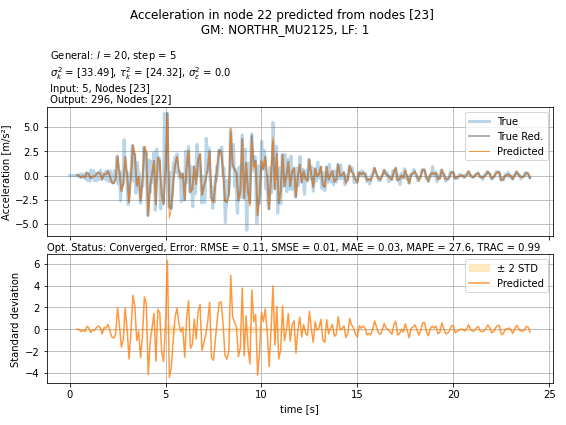 Acceleration in node 22 predicted from nodes [23]
GM: NORTHR_MU2125, LF: 1
General: l = 20, step = 5
σ²ₖ = [33.49], τ²ₖ = [24.32], σ²ε = 0.0
Input: 5, Nodes [23]
Output: 296, Nodes [22]
Acceleration [m/s²]
5.0
2.5
0.0
−2.5
−5.0
True
True Red.
Predicted
Opt. Status: Converged, Error: RMSE = 0.11, SMSE = 0.01, MAE = 0.03, MAPE = 27.6, TRAC = 0.99
Standard deviation
6
4
2
0
−2
−4
± 2 STD
Predicted
0 5 10 15 20 25
time [s]